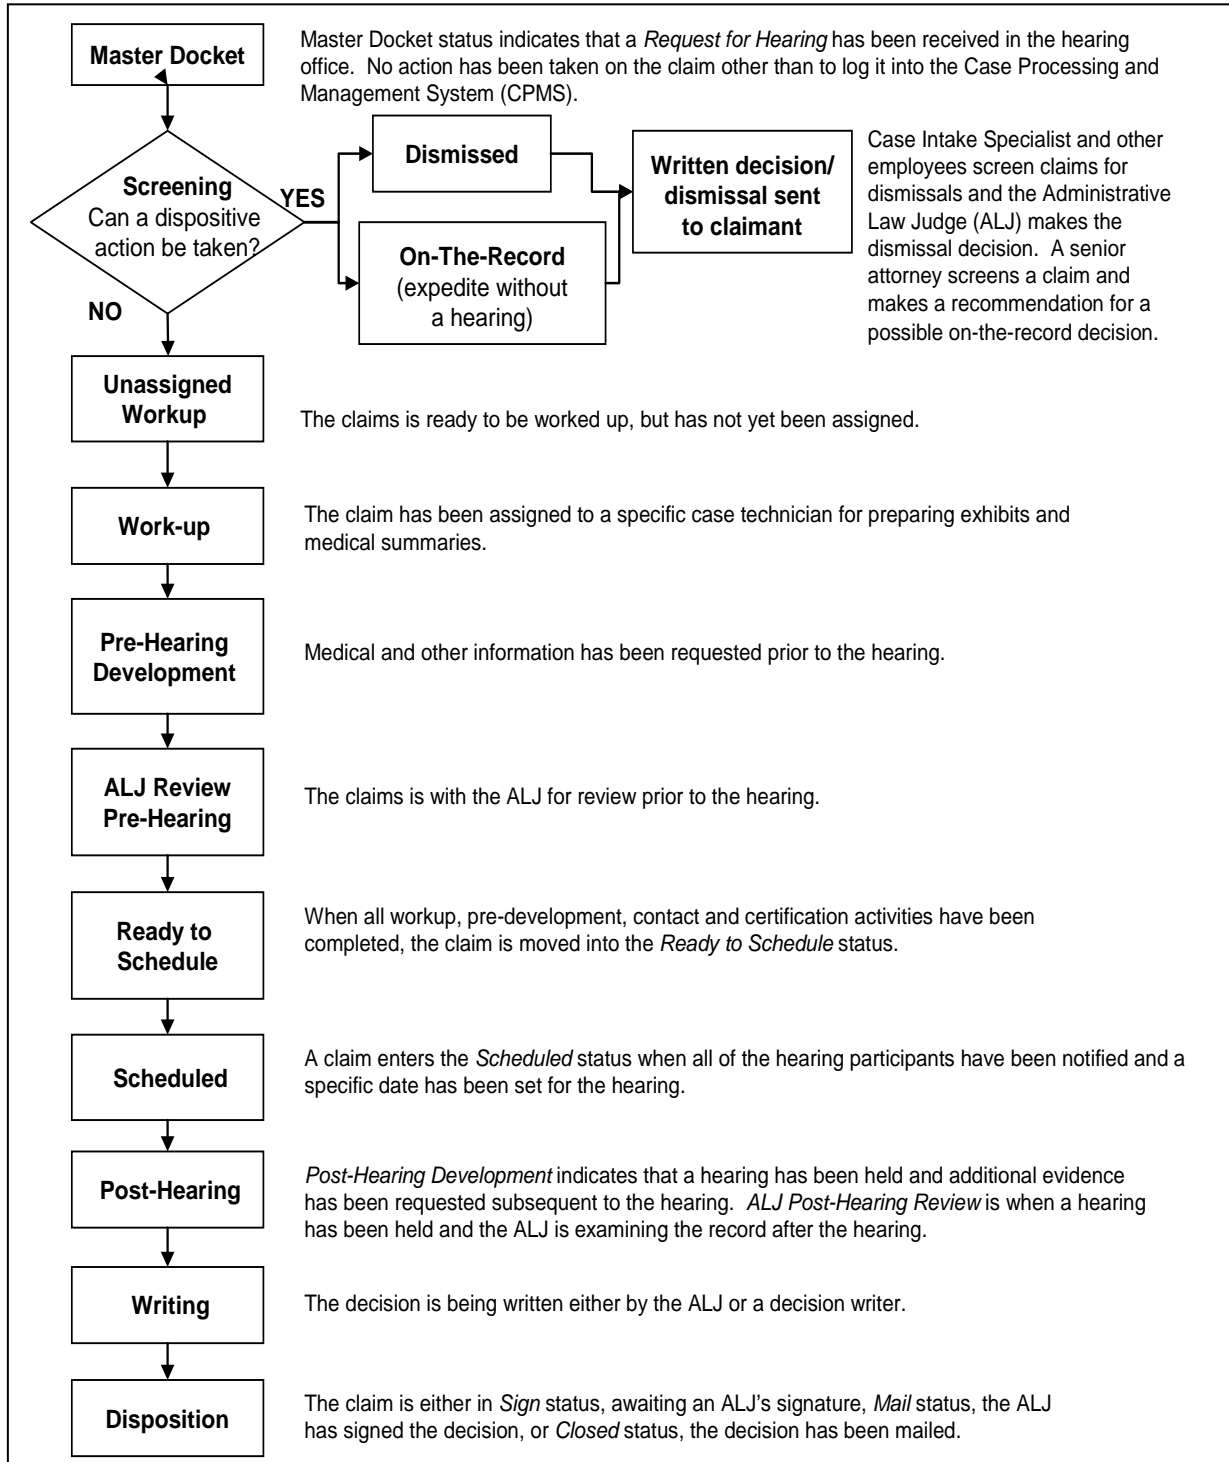 Master Docket
Master Docket status indicates that a Request for Hearing has been received in the hearing
office. No action has been taken on the claim other than to log it into the Case Processing and
Management System (CPMS).
Screening
Can a dispositive
action be taken?
YES
NO
Dismissed
On-The-Record
(expedite without
a hearing)
Written decision/
dismissal sent
to claimant
Case Intake Specialist and other
employees screen claims for
dismissals and the Administrative
Law Judge (ALJ) makes the
dismissal decision. A senior
attorney screens a claim and
makes a recommendation for a
possible on-the-record decision.
Unassigned
Workup
The claims is ready to be worked up, but has not yet been assigned.
Work-up
The claim has been assigned to a specific case technician for preparing exhibits and
medical summaries.
Pre-Hearing
Development
Medical and other information has been requested prior to the hearing.
ALJ Review
Pre-Hearing
The claims is with the ALJ for review prior to the hearing.
Ready to
Schedule
When all workup, pre-development, contact and certification activities have been
completed, the claim is moved into the Ready to Schedule status.
Scheduled
A claim enters the Scheduled status when all of the hearing participants have been notified and a
specific date has been set for the hearing.
Post-Hearing
Post-Hearing Development indicates that a hearing has been held and additional evidence
has been requested subsequent to the hearing. ALJ Post-Hearing Review is when a hearing
has been held and the ALJ is examining the record after the hearing.
Writing
The decision is being written either by the ALJ or a decision writer.
Disposition
The claim is either in Sign status, awaiting an ALJ's signature, Mail status, the ALJ
has signed the decision, or Closed status, the decision has been mailed.